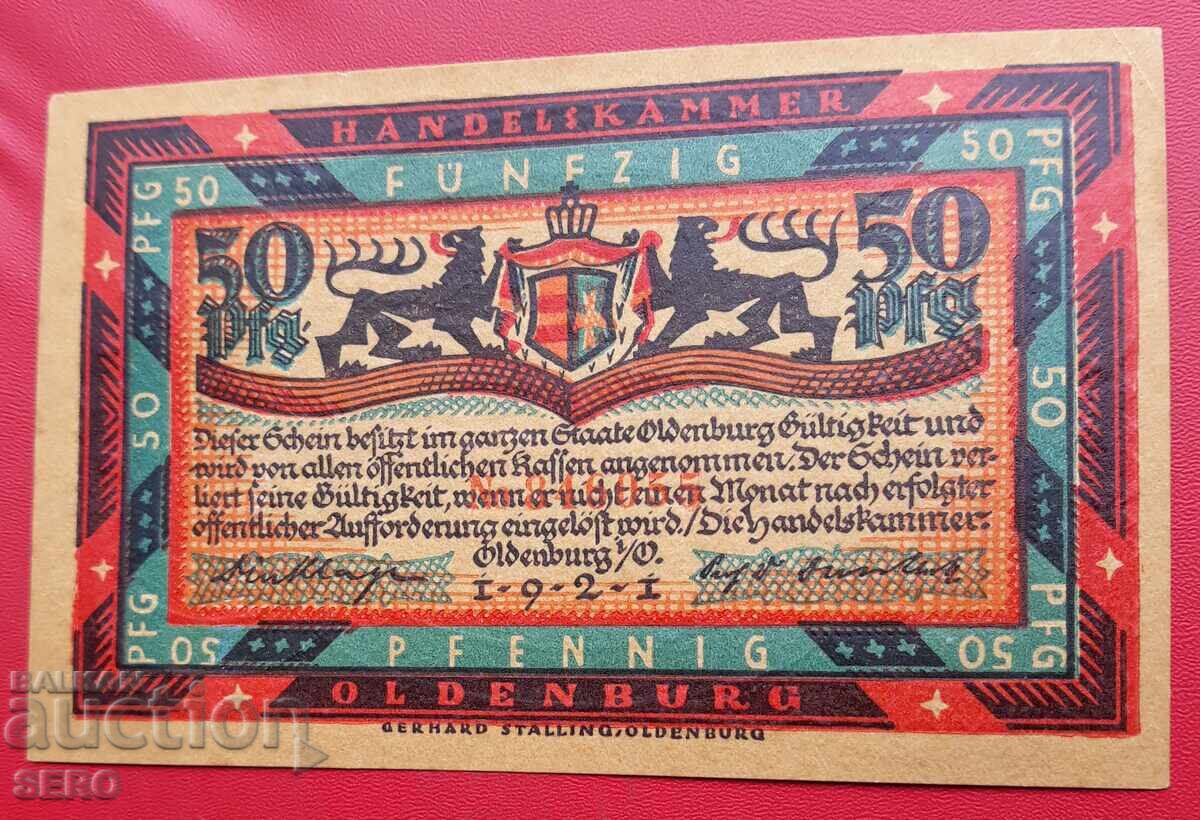 HANDELSKAMMER
FÜNFZIG
50 PFG 50
50 PFG 50
50 Pfg
50 Pfg
Dieser Schein besitzt im ganzen Staate Oldenburg Gültigkeit und
wird von allen öffentlichen Kassen angenommen. Der Schein ver-
liert seine Gültigkeit, wenn er nicht einen Monat nach erfolgter
öffentlicher Aufforderung eingelöst wird./Die Handelskammer.
Oldenburg i/O.
1-9-2-1
PFG 50
PFG 50
PFENNIG
OLDENBURG
GERHARD STALLING, OLDENBURG
BALKAN
auction
SERO